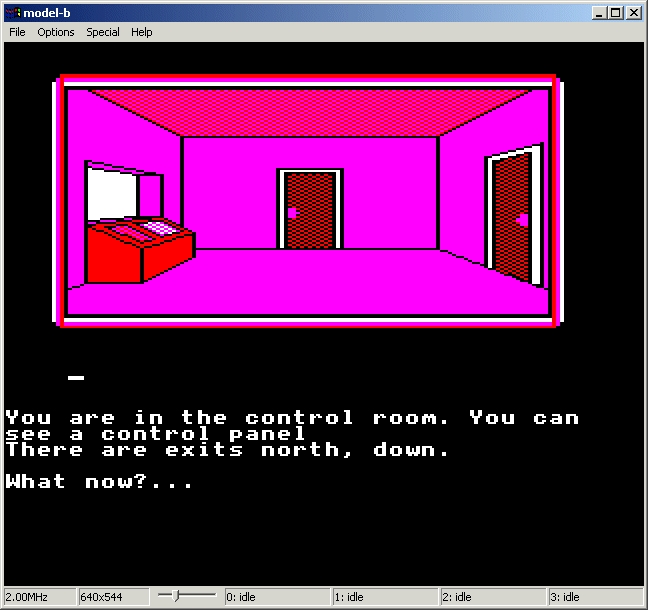 model-b
File Options Special Help
You are in the control room. You can
see a control panel
There are exits north, down.
What now?...
2.00MHz 640x544 0: idle 1: idle 2: idle 3: idle